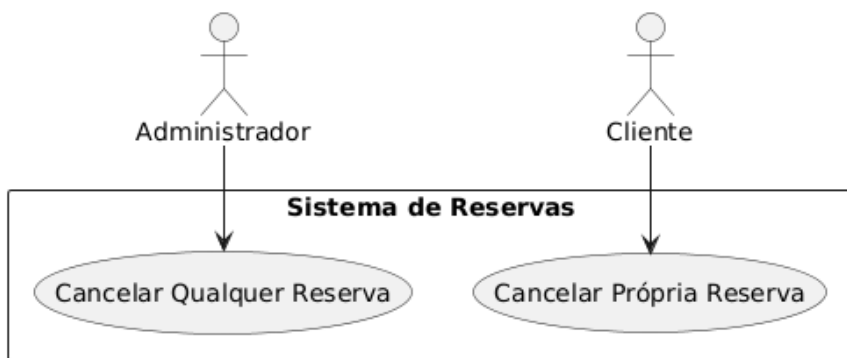 Administrador
Cliente
Sistema de Reservas
Cancelar Qualquer Reserva
Cancelar Própria Reserva